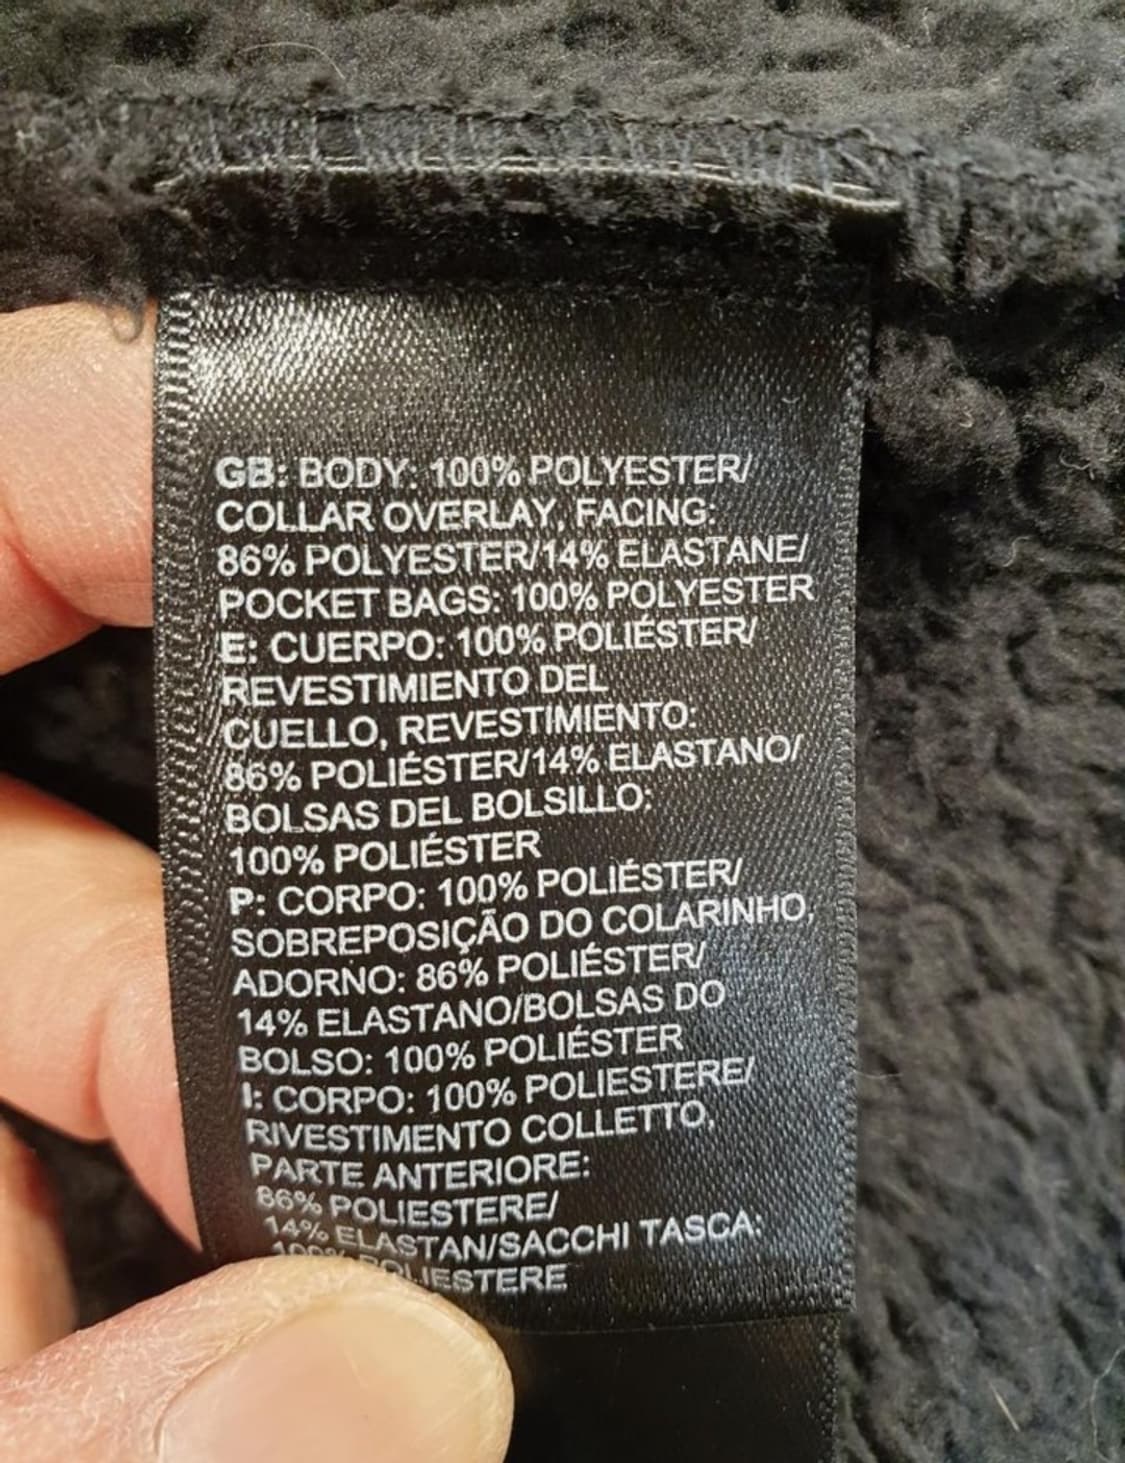 GB: BODY: 100% POLYESTER/
COLLAR OVERLAY, FACING:
86% POLYESTER/14% ELASTANE/
POCKET BAGS: 100% POLYESTER
E: CUERPO: 100% POLIÉSTER/
REVESTIMIENTO DEL
CUELLO, REVESTIMIENTO:
86% POLIÉSTER/14% ELASTANO/
BOLSAS DEL BOLSILLO:
100% POLIÉSTER
P: CORPO: 100% POLIÉSTER/
SOBREPOSIÇÃO DO COLARINHO,
ADORNO: 86% POLIÉSTER/
14% ELASTANO/BOLSAS DO
BOLSO: 100% POLIÉSTER
I: CORPO: 100% POLIESTERE/
RIVESTIMENTO COLLETTO,
PARTE ANTERIORE:
86% POLIESTERE/
14% ELASTAN/SACCHI TASCA:
100% POLIESTERE